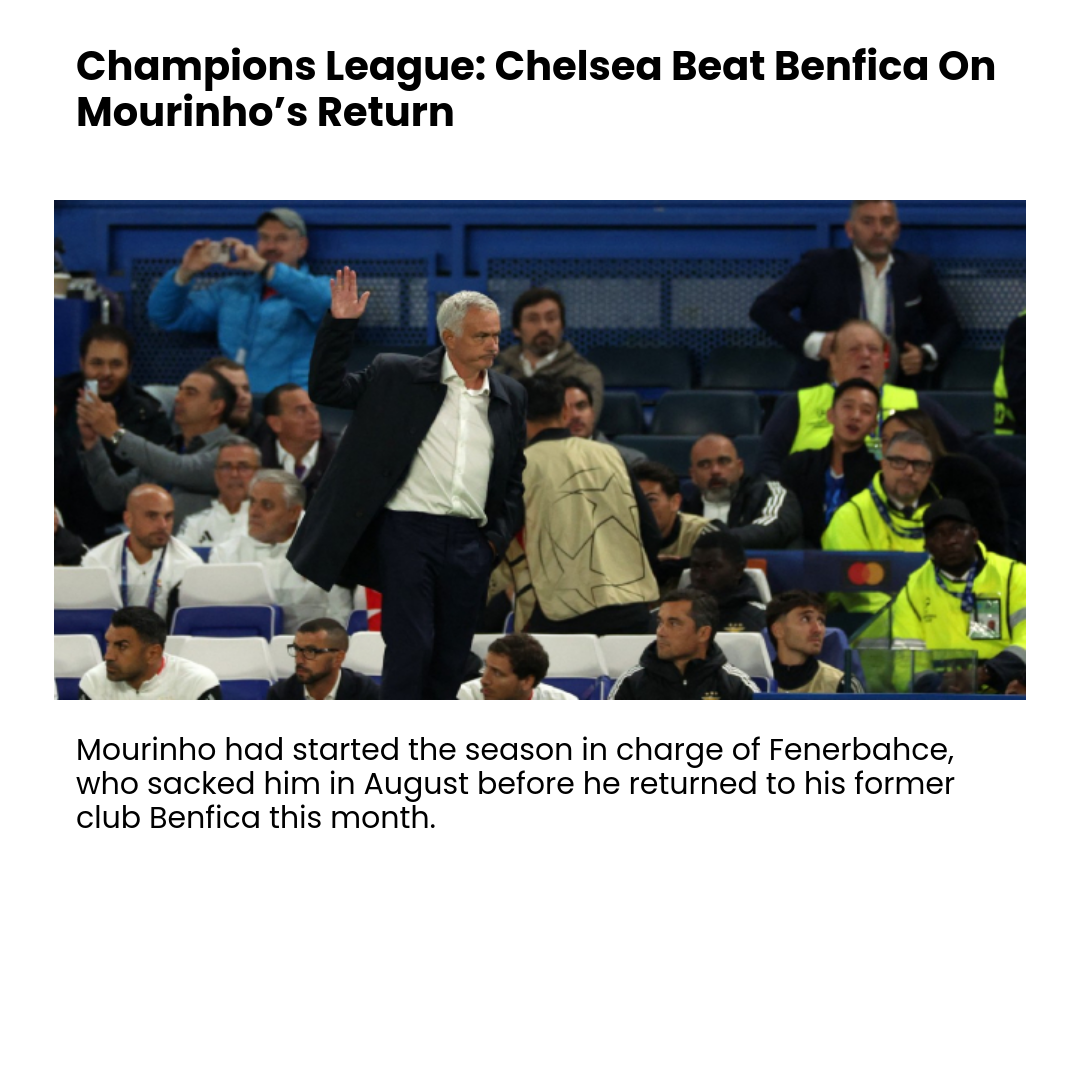 Champions League: Chelsea Beat Benfica On
Mourinho’s Return
Mourinho had started the season in charge of Fenerbahce,
who sacked him in August before he returned to his former
club Benfica this month.